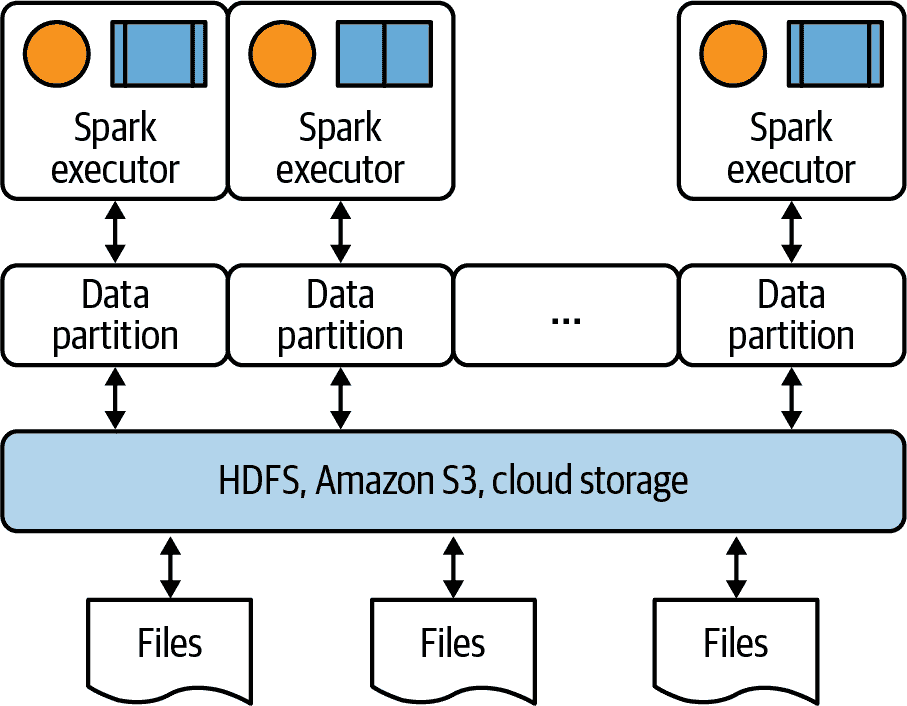 Spark
executor
Spark
executor
Spark
executor
Data
partition
Data
partition
...
Data
partition
HDFS, Amazon S3, cloud storage
Files
Files
Files